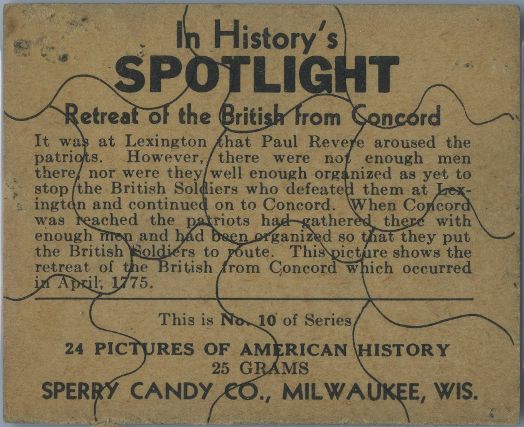 In History's
SPOTLIGHT
Retreat of the British from Concord
It was at Lexington that Paul Revere aroused the
patriots. However, there were not enough men
there, nor were they well enough organized as yet to
stop the British Soldiers who defeated them at Lex-
ington and continued on to Concord. When Concord
was reached the patriots had gathered there with
enough men and had been organized so that they put
the British Soldiers to route. This picture shows the
retreat of the British from Concord which occurred
in April, 1775.
This is No. 10 of Series
24 PICTURES OF AMERICAN HISTORY
25 GRAMS
SPERRY CANDY CO., MILWAUKEE, WIS.